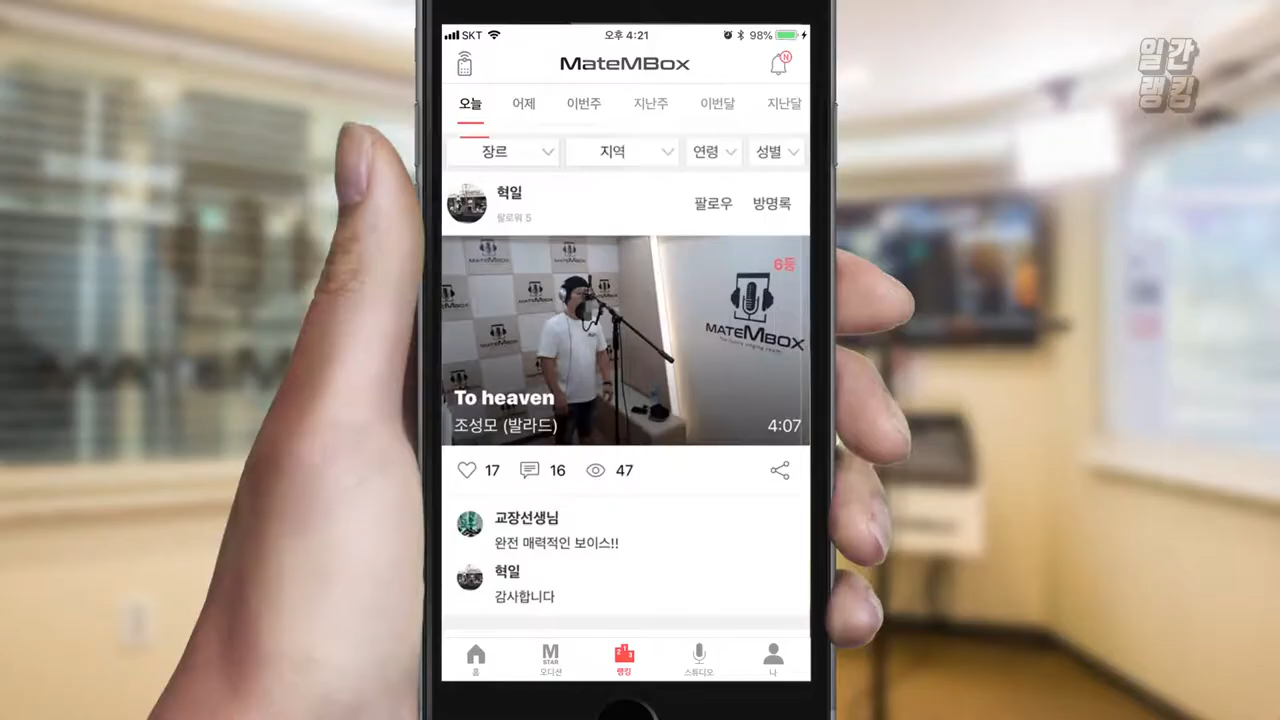 일간
랭킹
SKT 오후 4:21 98%
MateMBox N
오늘 어제 이번주 지난주 이번달 지난달
장르 지역 연령 성별
혁일
팔로워 5
팔로우 방명록
6등
MATEMBOX
MATEMBOX
To heaven
조성모 (발라드) 4:07
17 16 47
교장선생님
완전 매력적인 보이스!!
혁일
감사합니다
M
STAR
2 1 3
홈 오디션 랭킹 스튜디오 나